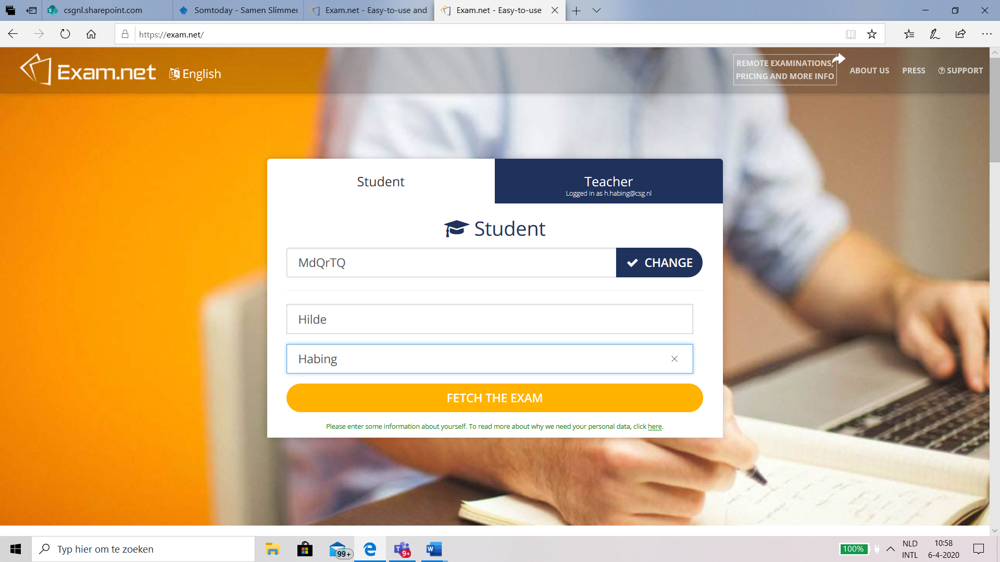 csgnl.sharepoint.com
Somtoday - Samen Slimmer
Exam.net - Easy-to-use and
Exam.net - Easy-to-use
https://exam.net/
Exam.net
English
REMOTE EXAMINATIONS,
PRICING AND MORE INFO
ABOUT US
PRESS
SUPPORT
Student
Teacher
Logged in as h.habing@csg.nl
Student
MdQrTQ
CHANGE
Hilde
Habing
FETCH THE EXAM
Please enter some information about yourself. To read more about why we need your personal data, click here.
Typ hier om te zoeken
99+
9+
100%
NLD
INTL
10:58
6-4-2020